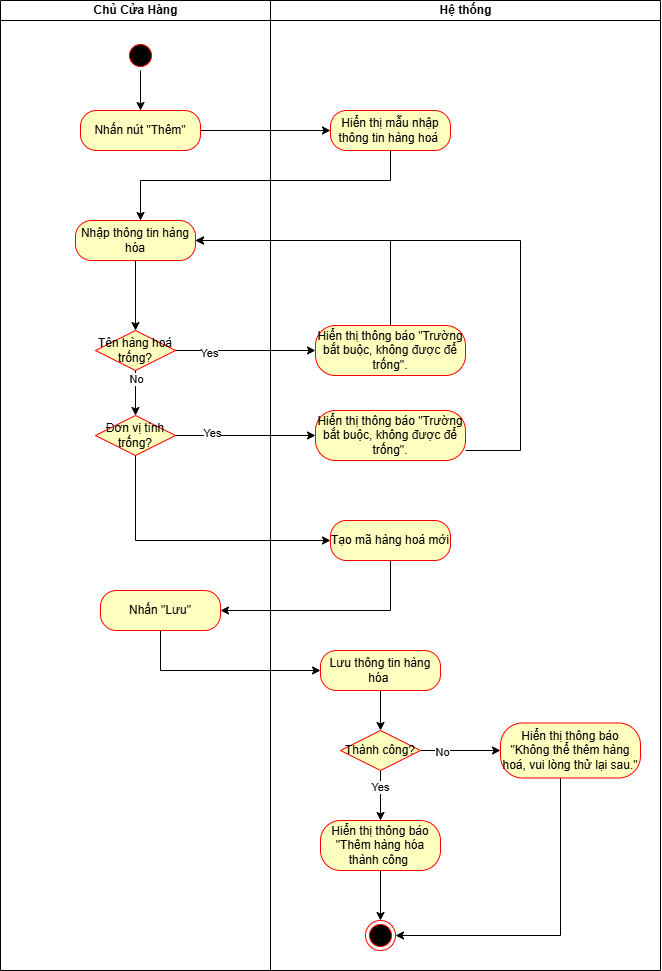 Chủ Cửa Hàng
Hệ thống
Nhấn nút "Thêm"
Hiển thị mẫu nhập
thông tin hàng hoá
Nhập thông tin hàng
hóa
Tên hàng hoá
trống?
Yes
Hiển thị thông báo "Trường
bắt buộc, không được để
trống".
No
Đơn vị tính
trống?
Yes
Hiển thị thông báo "Trường
bắt buộc, không được để
trống".
Tạo mã hàng hoá mới
Nhấn "Lưu"
Lưu thông tin hàng
hóa
Thành công?
No
Hiển thị thông báo
"Không thể thêm hàng
hoá, vui lòng thử lại sau."
Yes
Hiển thị thông báo
"Thêm hàng hóa
thành công